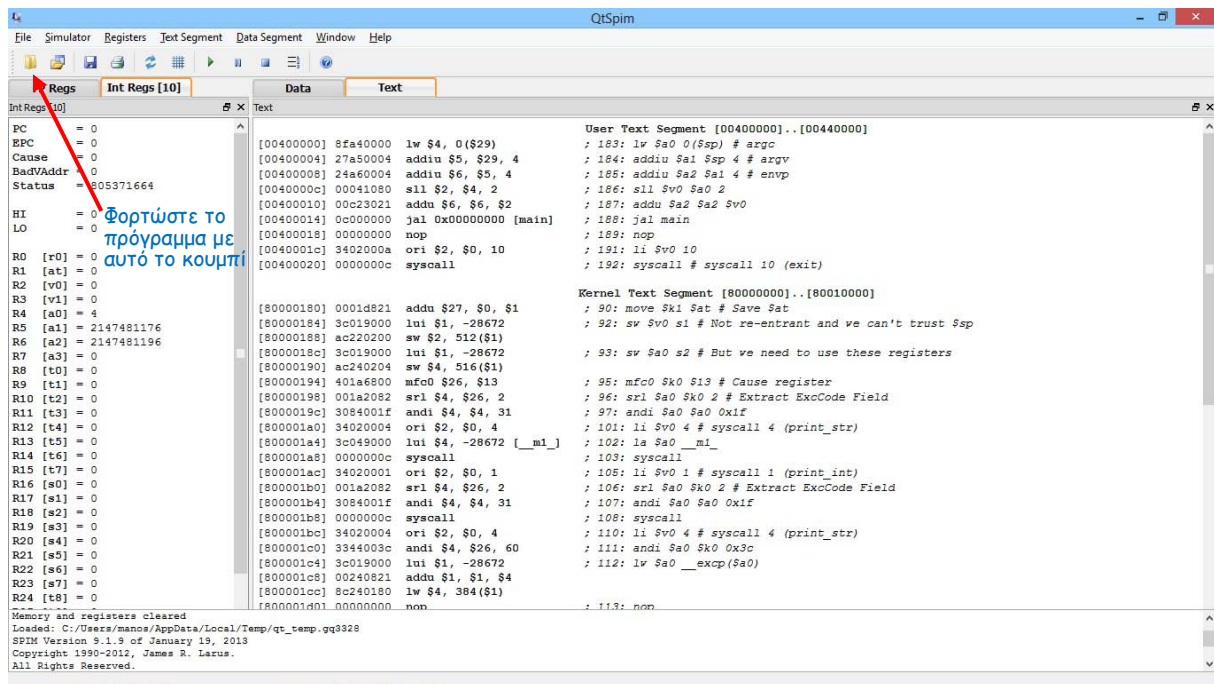 QtSpim
File Simulator Registers Text Segment Data Segment Window Help
Regs Int Regs [10] Data Text
Int Regs [10]
Text
PC = 0
EPC = 0
Cause = 0
BadVAddr = 0
Status = 805371664
HI = 0
LO = 0
R0 [r0] = 0
R1 [at] = 0
R2 [v0] = 0
R3 [v1] = 0
R4 [a0] = 4
R5 [a1] = 2147481176
R6 [a2] = 2147481196
R7 [a3] = 0
R8 [t0] = 0
R9 [t1] = 0
R10 [t2] = 0
R11 [t3] = 0
R12 [t4] = 0
R13 [t5] = 0
R14 [t6] = 0
R15 [t7] = 0
R16 [s0] = 0
R17 [s1] = 0
R18 [s2] = 0
R19 [s3] = 0
R20 [s4] = 0
R21 [s5] = 0
R22 [s6] = 0
R23 [s7] = 0
R24 [t8] = 0
Φορτώστε το
πρόγραμμα με
αυτό το κουμπί
User Text Segment [00400000]..[00440000]
[00400000] 8fa40000 lw $4, 0($29) ; 183: lw $a0 0($sp) # argc
[00400004] 27a50004 addiu $5, $29, 4 ; 184: addiu $a1 $sp 4 # argv
[00400008] 24a60004 addiu $6, $5, 4 ; 185: addiu $a2 $a1 4 # envp
[0040000c] 00041080 sll $2, $4, 2 ; 186: sll $v0 $a0 2
[00400010] 00c23021 addu $6, $6, $2 ; 187: addu $a2 $a2 $v0
[00400014] 0c000000 jal 0x00000000 [main] ; 188: jal main
[00400018] 00000000 nop ; 189: nop
[0040001c] 3402000a ori $2, $0, 10 ; 191: li $v0 10
[00400020] 0000000c syscall ; 192: syscall # syscall 10 (exit)
Kernel Text Segment [80000000]..[80010000]
[80000180] 0001d821 addu $27, $0, $1 ; 90: move $k1 $at # Save $at
[80000184] 3c019000 lui $1, -28672 ; 92: sw $v0 s1 # Not re-entrant and we can't trust $sp
[80000188] ac220200 sw $2, 512($1)
[8000018c] 3c019000 lui $1, -28672 ; 93: sw $a0 s2 # But we need to use these registers
[80000190] ac240204 sw $4, 516($1)
[80000194] 401a6800 mfc0 $26, $13 ; 95: mfc0 $k0 $13 # Cause register
[80000198] 001a2082 srl $4, $26, 2 ; 96: srl $a0 $k0 2 # Extract ExcCode Field
[8000019c] 3084001f andi $4, $4, 31 ; 97: andi $a0 $a0 0x1f
[800001a0] 34020004 ori $2, $0, 4 ; 101: li $v0 4 # syscall 4 (print_str)
[800001a4] 3c049000 lui $4, -28672 [__m1_] ; 102: la $a0 __m1_
[800001a8] 0000000c syscall ; 103: syscall
[800001ac] 34020001 ori $2, $0, 1 ; 105: li $v0 1 # syscall 1 (print_int)
[800001b0] 001a2082 srl $4, $26, 2 ; 106: srl $a0 $k0 2 # Extract ExcCode Field
[800001b4] 3084001f andi $4, $4, 31 ; 107: andi $a0 $a0 0x1f
[800001b8] 0000000c syscall ; 108: syscall
[800001bc] 34020004 ori $2, $0, 4 ; 110: li $v0 4 # syscall 4 (print_str)
[800001c0] 3344003c andi $4, $26, 60 ; 111: andi $a0 $k0 0x3c
[800001c4] 3c019000 lui $1, -28672 ; 112: lw $a0 __excp($a0)
[800001c8] 00240821 addu $1, $1, $4
[800001cc] 8c240180 lw $4, 384($1)
[800001d0] 00000000 nop ; 113: nop
Memory and registers cleared
Loaded: C:/Users/manos/AppData/Local/Temp/qt_temp.gq3328
SPIM Version 9.1.9 of January 19, 2013
Copyright 1990-2012, James R. Larus.
All Rights Reserved.